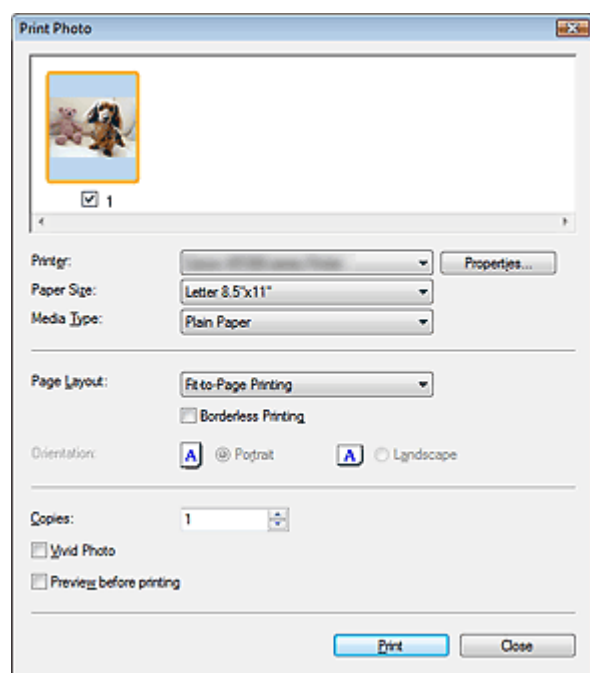 Print Photo
1
Printer: Properties...
Paper Size: Letter 8.5"x11"
Media Type: Plain Paper
Page Layout: Fit-to-Page Printing
Borderless Printing
Orientation: A Portrait A Landscape
Copies: 1
Vivid Photo
Preview before printing
Print Close